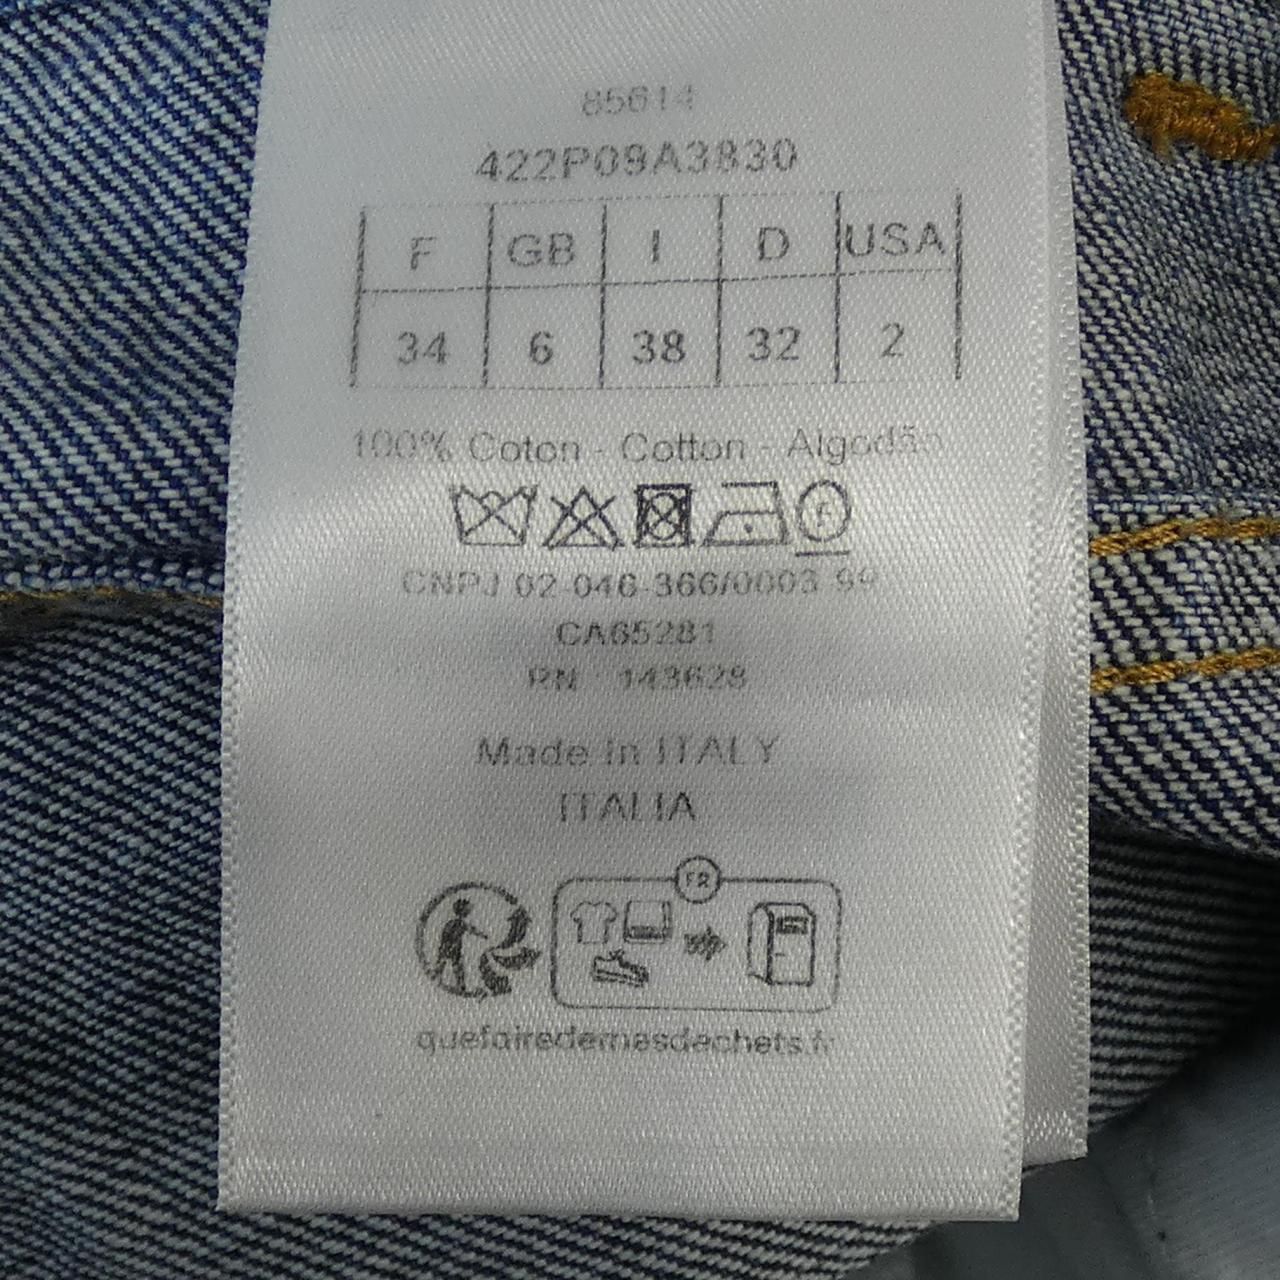 85614
422P09A3830
F GB I D USA
34 6 38 32 2
100% Coton - Cotton - Algodão
F
CNPJ 02-046-366/0003 99
CA65281
RN 143628
Made in ITALY
ITALIA
FR
quefairedemesdechets.fr